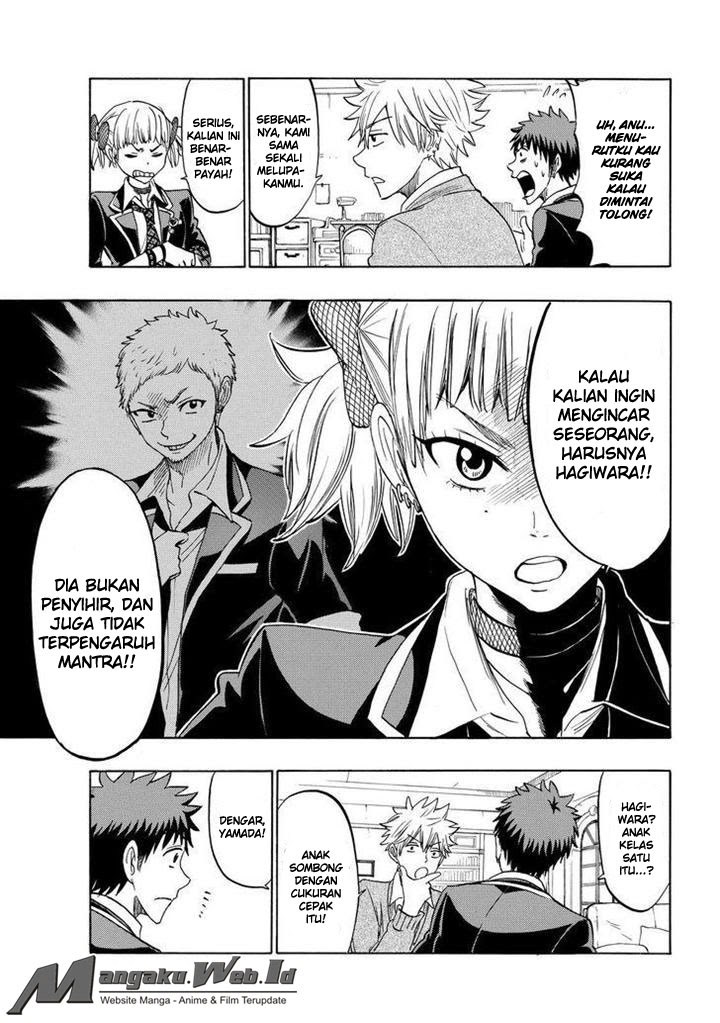 UH, ANU...
MENU-
RUTKU KAU
KURANG
SUKA
KALAU
DIMINTAI
TOLONG!
SEBENAR-
NYA, KAMI
SAMA
SEKALI
MELUPA-
KANMU.
SERIUS,
KALIAN INI
BENAR-
BENAR
PAYAH!
KALAU
KALIAN INGIN
MENGINCAR
SESEORANG,
HARUSNYA
HAGIWARA!!
DIA BUKAN
PENYIHIR, DAN
JUGA TIDAK
TERPENGARUH
MANTRA!!
HAGI-
WARA?
ANAK
KELAS
SATU
ITU...?
ANAK
SOMBONG
DENGAN
CUKURAN
CEPAK
ITU!
DENGAR,
YAMADA!
Mangaku.Web.Id
Website Manga - Anime & Film Terupdate